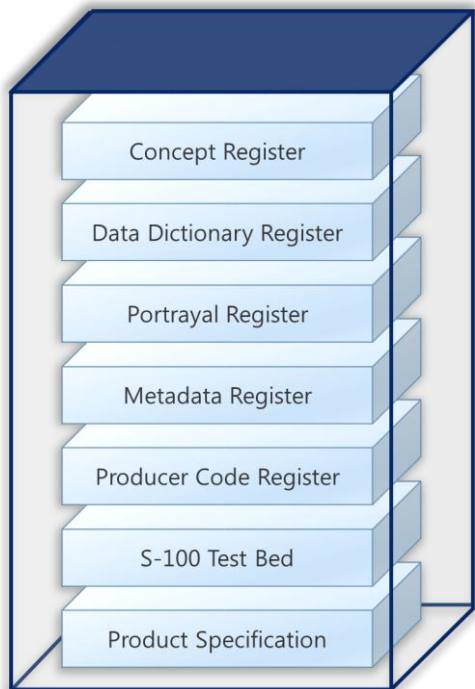 Concept Register
Data Dictionary Register
Portrayal Register
Metadata Register
Producer Code Register
S-100 Test Bed
Product Specification